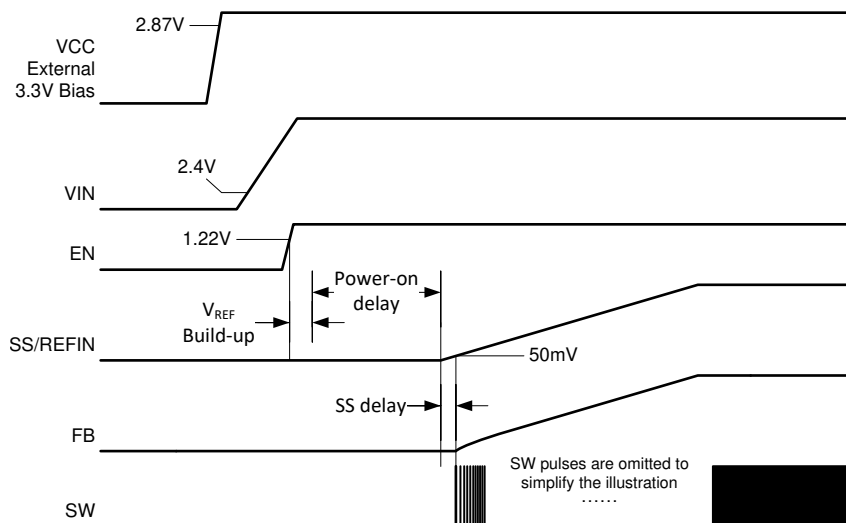 2.87V
VCC
External
3.3V Bias
2.4V
VIN
1.22V
EN
Power-on
delay
VREF
Build-up
SS/REFIN
50mV
SS delay
FB
SW pulses are omitted to
simplify the illustration
......
SW